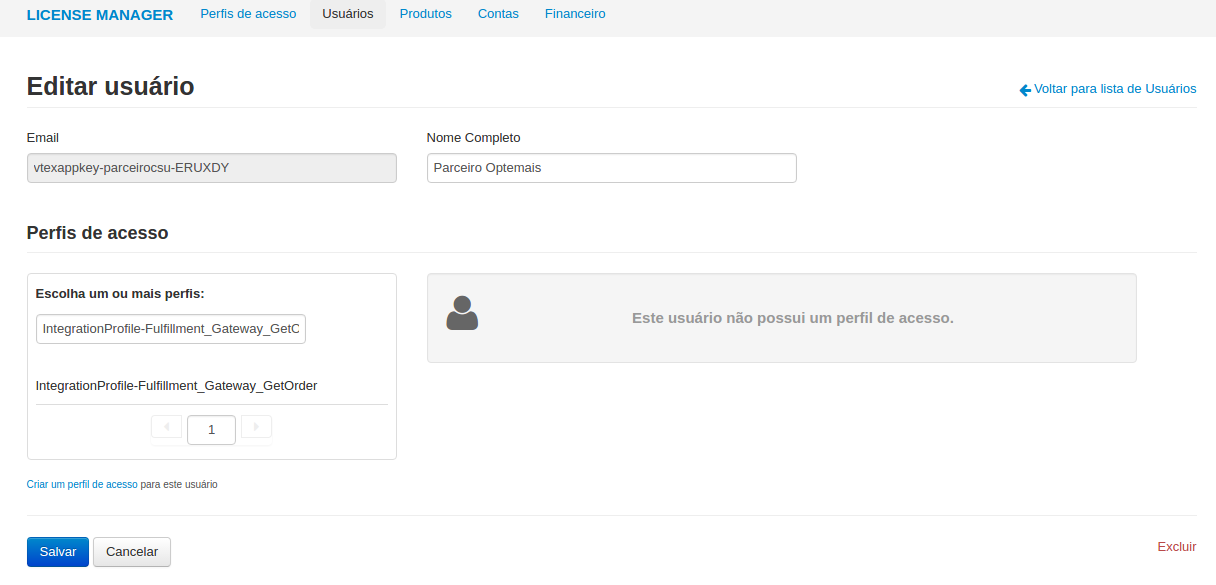 LICENSE MANAGER Perfis de acesso Usuários Produtos Contas Financeiro
Editar usuário
Voltar para lista de Usuários
Email
Nome Completo
vtexappkey-parceirocsu-ERUXDY
Parceiro Optemais
Perfis de acesso
Escolha um ou mais perfis:
IntegrationProfile-Fulfillment_Gateway_GetO
Este usuário não possui um perfil de acesso.
IntegrationProfile-Fulfillment_Gateway_GetOrder
1
Criar um perfil de acesso para este usuário
Salvar Cancelar
Excluir